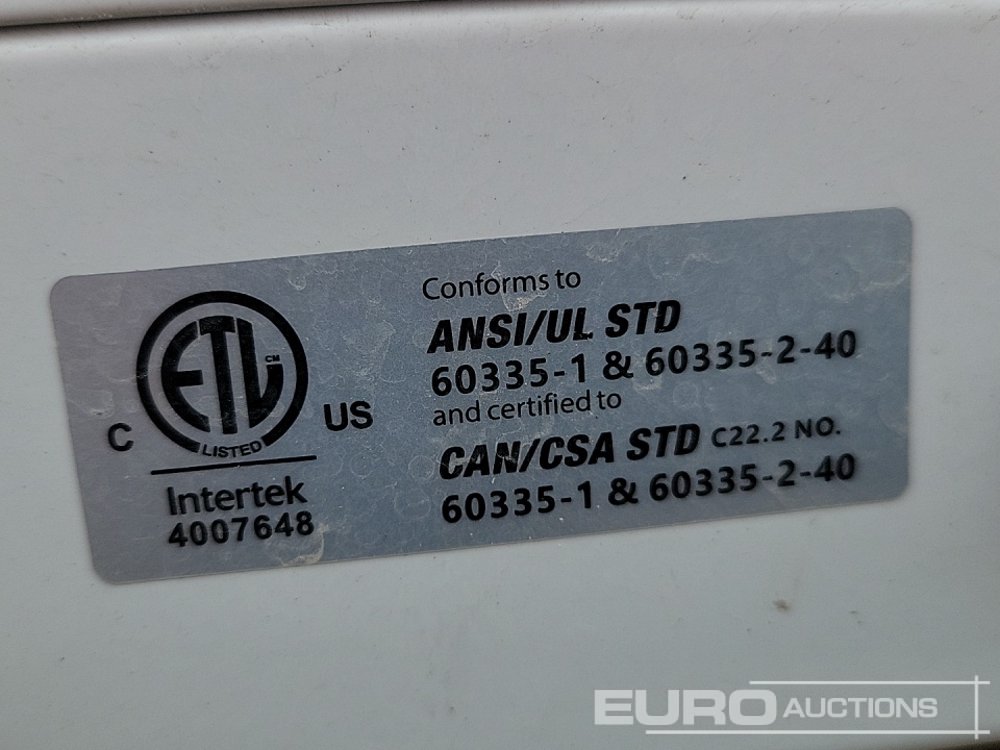 ETL CM
LISTED
C US
Intertek
4007648
Conforms to
ANSI/UL STD
60335-1 & 60335-2-40
and certified to
CAN/CSA STD C22.2 NO.
60335-1 & 60335-2-40
EURO AUCTIONS